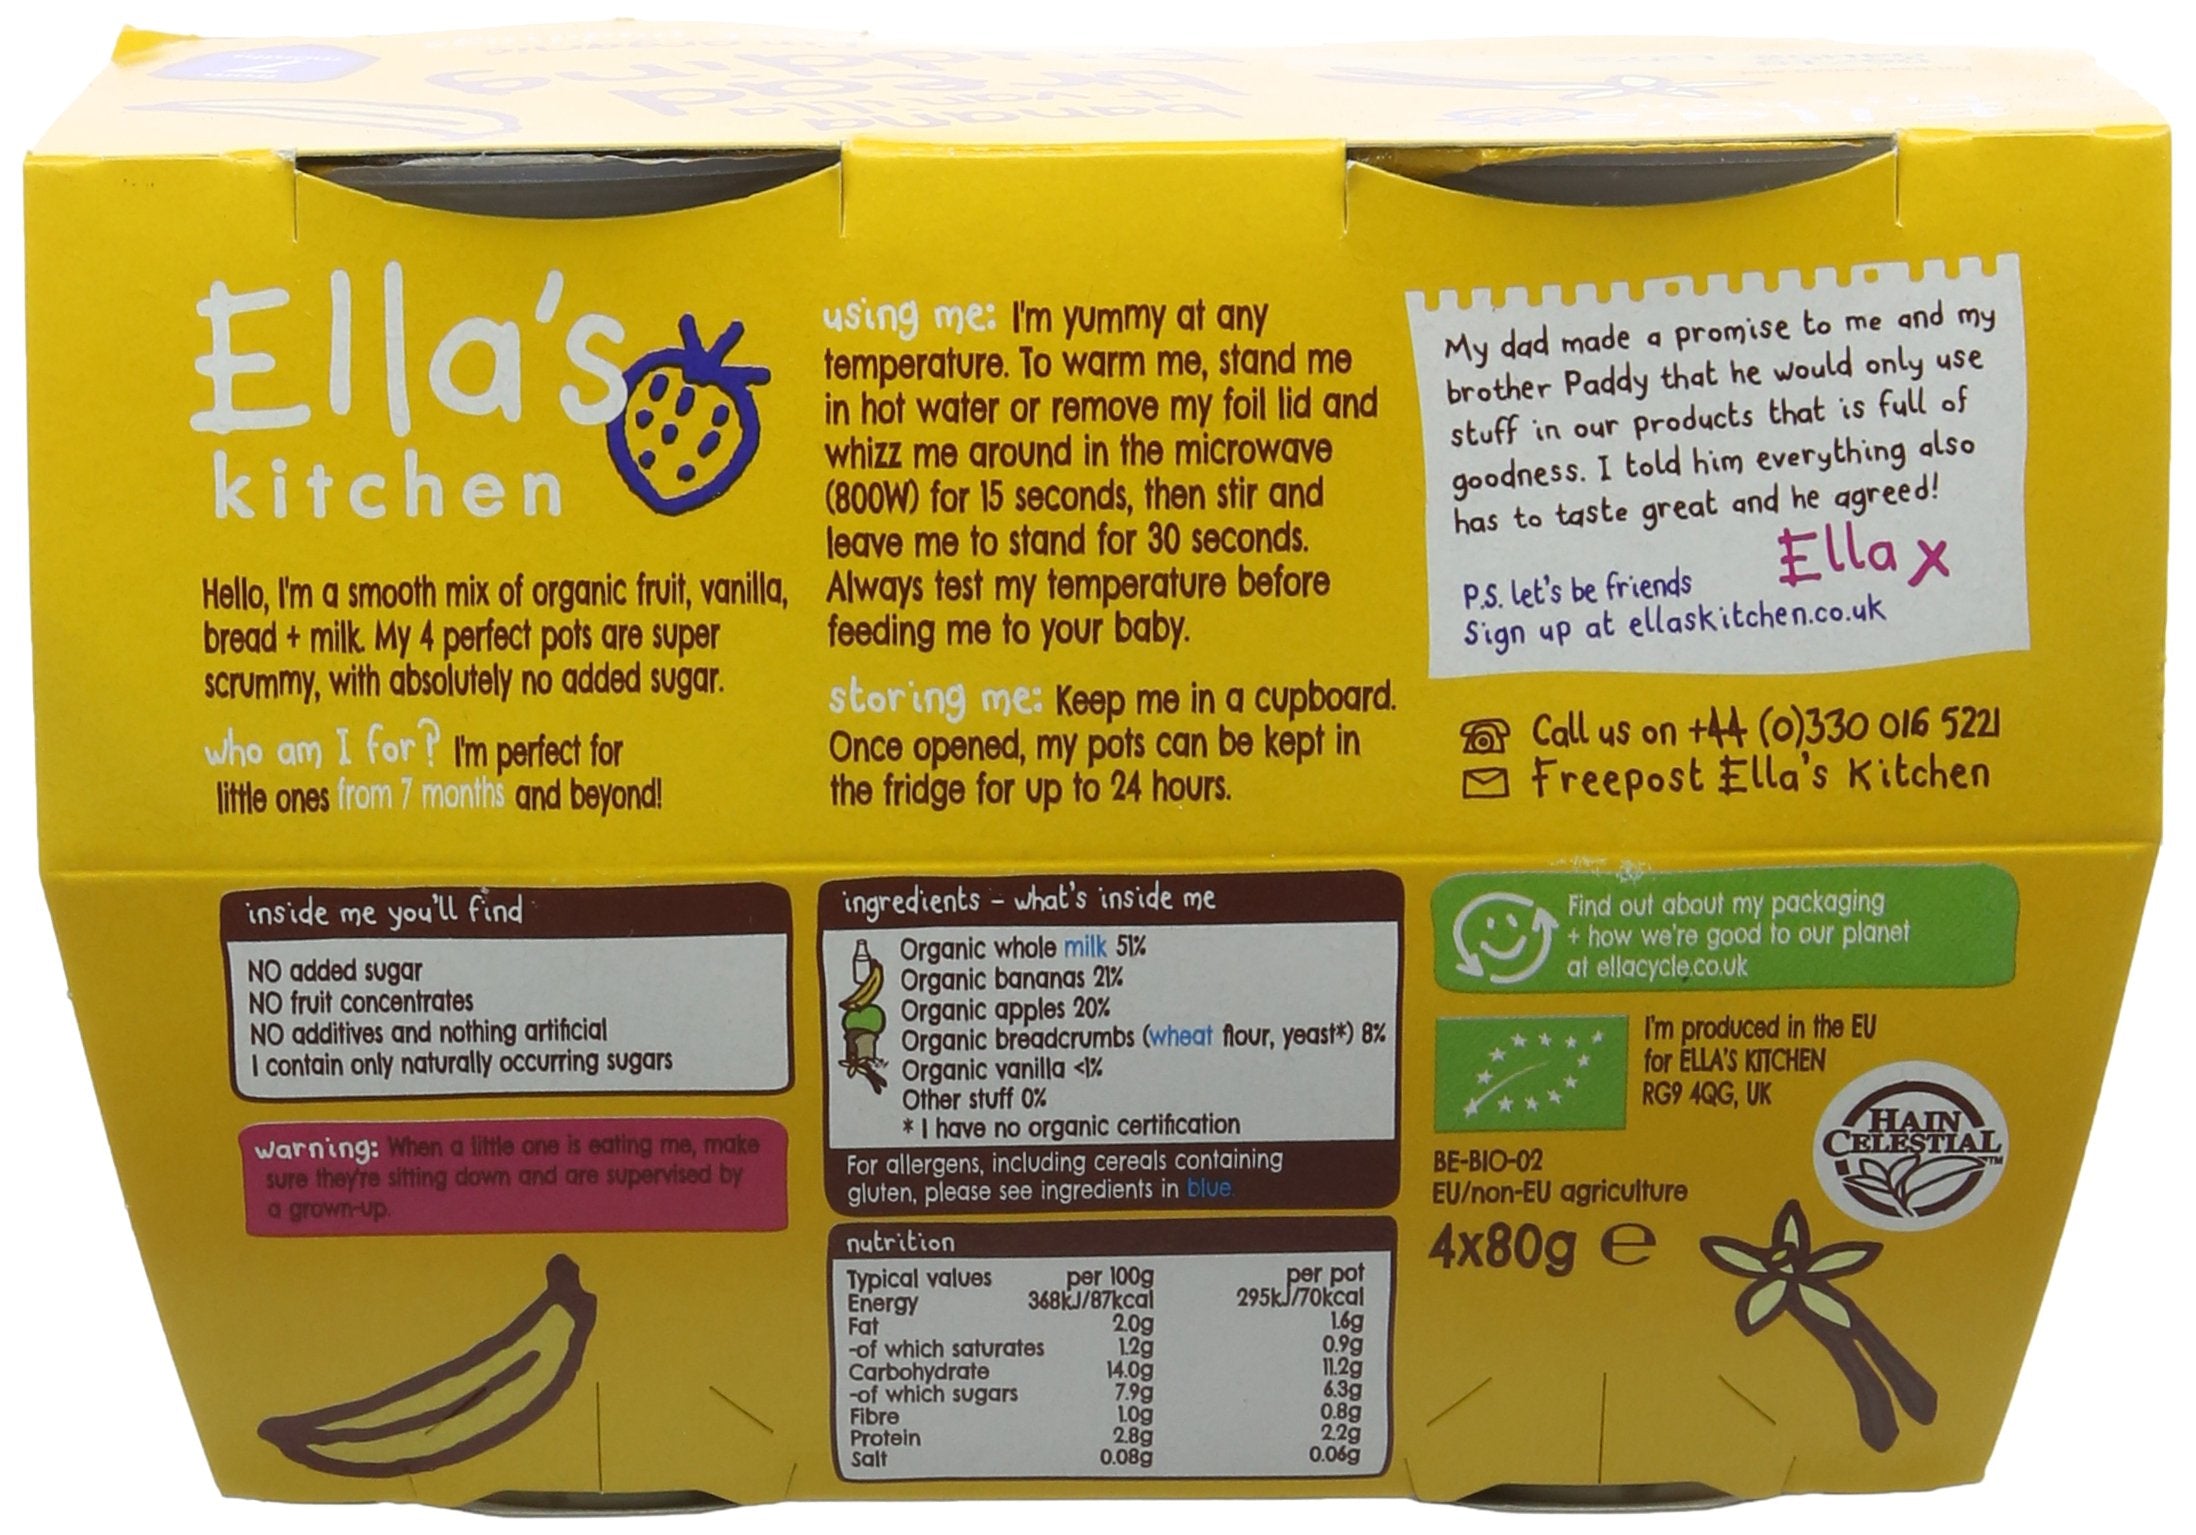 banana
+ vanilla
bread
Ella's
kitchen
Hello, I'm a smooth mix of organic fruit, vanilla,
bread + milk. My 4 perfect pots are super
scrummy, with absolutely no added sugar.
who am I for? I'm perfect for
little ones from 7 months and beyond!
using me: I'm yummy at any
temperature. To warm me, stand me
in hot water or remove my foil lid and
whizz me around in the microwave
(800W) for 15 seconds, then stir and
leave me to stand for 30 seconds.
Always test my temperature before
feeding me to your baby.
storing me: Keep me in a cupboard.
Once opened, my pots can be kept in
the fridge for up to 24 hours.
My dad made a promise to me and my
brother Paddy that he would only use
stuff in our products that is full of
goodness. I told him everything also
has to taste great and he agreed!
Ella x
P.S. let's be friends
Sign up at ellaskitchen.co.uk
Call us on +44 (0)330 016 5221
Freepost Ella's Kitchen
inside me you'll find
NO added sugar
NO fruit concentrates
NO additives and nothing artificial
I contain only naturally occurring sugars
warning: When a little one is eating me, make
sure they're sitting down and are supervised by
a grown-up.
ingredients - what's inside me
Organic whole milk 51%
Organic bananas 21%
Organic apples 20%
Organic breadcrumbs (wheat flour, yeast*) 8%
Organic vanilla <1%
Other stuff 0%
* I have no organic certification
For allergens, including cereals containing
gluten, please see ingredients in blue.
nutrition
Typical values per 100g per pot
Energy 368kJ/87kcal 295kJ/70kcal
Fat 2.0g 1.6g
-of which saturates 1.2g 0.9g
Carbohydrate 14.0g 11.2g
-of which sugars 7.9g 6.3g
Fibre 1.0g 0.8g
Protein 2.8g 2.2g
Salt 0.08g 0.06g
Find out about my packaging
+ how we're good to our planet
at ellacycle.co.uk
I'm produced in the EU
for ELLA'S KITCHEN
RG9 4QG, UK
HAIN
CELESTIAL™
BE-BIO-02
EU/non-EU agriculture
4x80g e